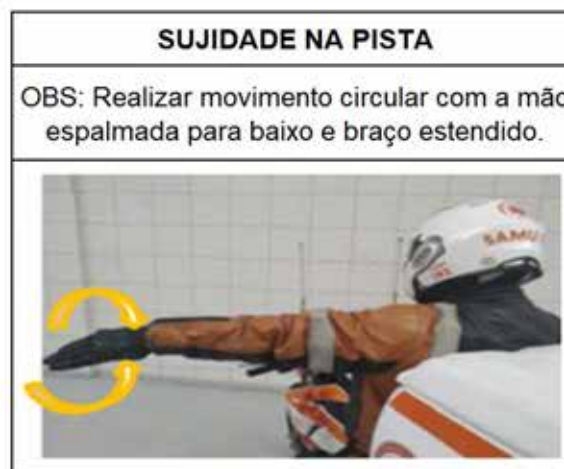 SUJIDADE NA PISTA
OBS: Realizar movimento circular com a mão
espalmada para baixo e braço estendido.
SAMU